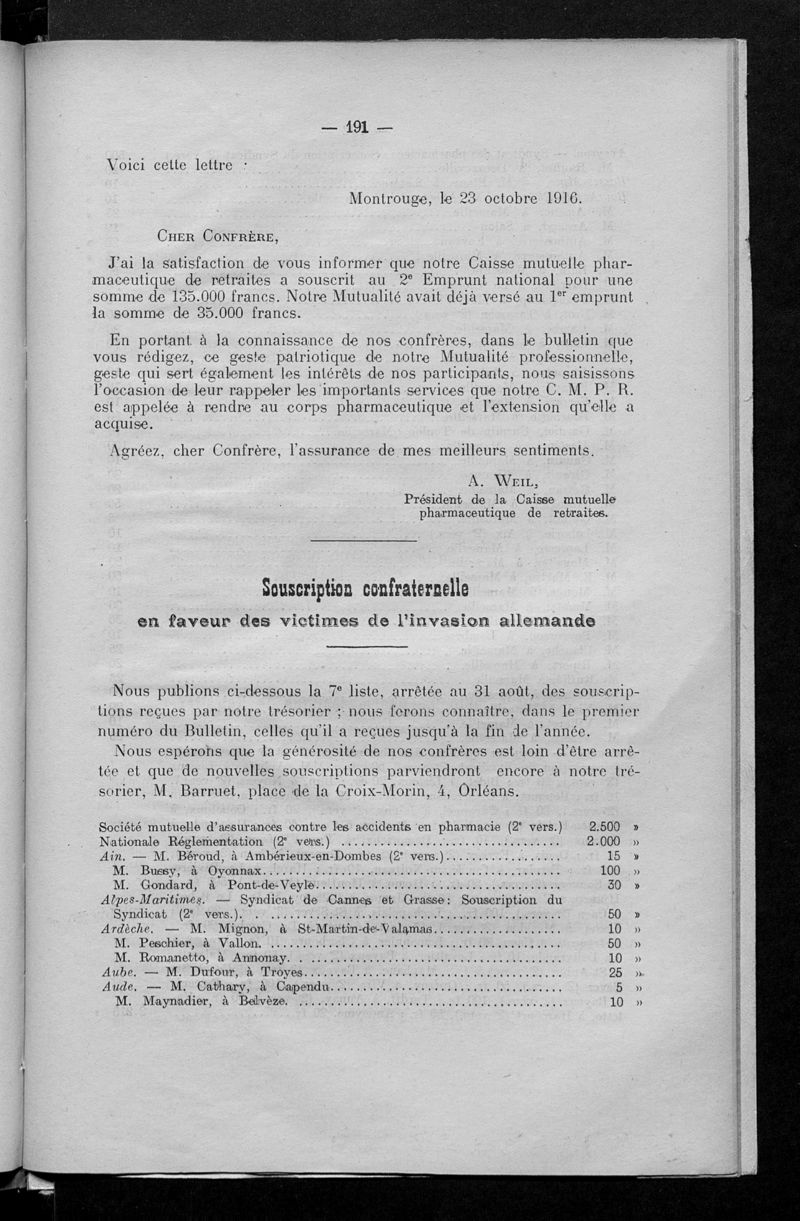 — 191 —
Voici cette lettre :
Montrouge, le 23 octobre 1916.
CHER CONFRÈRE,
J'ai la satisfaction de vous informer que notre Caisse mutuelle phar-
maceutique de retraites a souscrit au 2e Emprunt national pour une
somme de 135.000 francs. Notre Mutualité avait déjà versé au 1er emprunt
la somme de 35.000 francs.
En portant à la connaissance de nos confrères, dans le bulletin que
vous rédigez, ce geste patriotique de notre Mutualité professionnelle,
geste qui sert également les intérêts de nos participants, nous saisissons
l'occasion de leur rappeler les importants services que notre C. M. P. R.
est appelée à rendre au corps pharmaceutique et l'extension qu'elle a
acquise.
Agréez, cher Confrère, l'assurance de mes meilleurs sentiments.
A. WEIL,
Président de la Caisse mutuelle
pharmaceutique de retraites.
Souscription confraternelle
en faveur des victimes de l'invasion allemande
Nous publions ci-dessous la 7e liste, arrêtée au 31 août, des souscrip-
tions reçues par notre trésorier ; nous ferons connaître, dans le premier
numéro du Bulletin, celles qu'il a reçues jusqu'à la fin de l'année.
Nous espérons que la générosité de nos confrères est loin d'être arrê-
tée et que de nouvelles souscriptions parviendront encore à notre tré-
sorier, M. Barruet, place de la Croix-Morin, 4, Orléans.
Société mutuelle d'assurances contre les accidents en pharmacie (2e vers.) 2.500 »
Nationale Réglementation (2e vers.) ................................ 2.000 »
Ain. — M. Béroud, à Ambérieux-en-Dombes (2e vers.).................. 15 »
M. Bussy, à Oyonnax............................................ 100 »
M. Gondard, à Pont-de-Veyle...................................... 30 »
Alpes-Maritimes. — Syndicat de Cannes et Grasse : Souscription du
Syndicat (2e vers.). ............................................ 50 »
Ardèche. — M. Mignon, à St-Martin-de-Valamas.................... 10 »
M. Peschier, à Vallon. ........................................... 50 »
M. Romanetto, à Annonay. ........................................ 10 »
Aube. — M. Dufour, à Troyes........................................ 25 »
Aude. — M. Cathary, à Capendu.................................... 5 »
M. Maynadier, à Belvèze. ........................................ 10 »